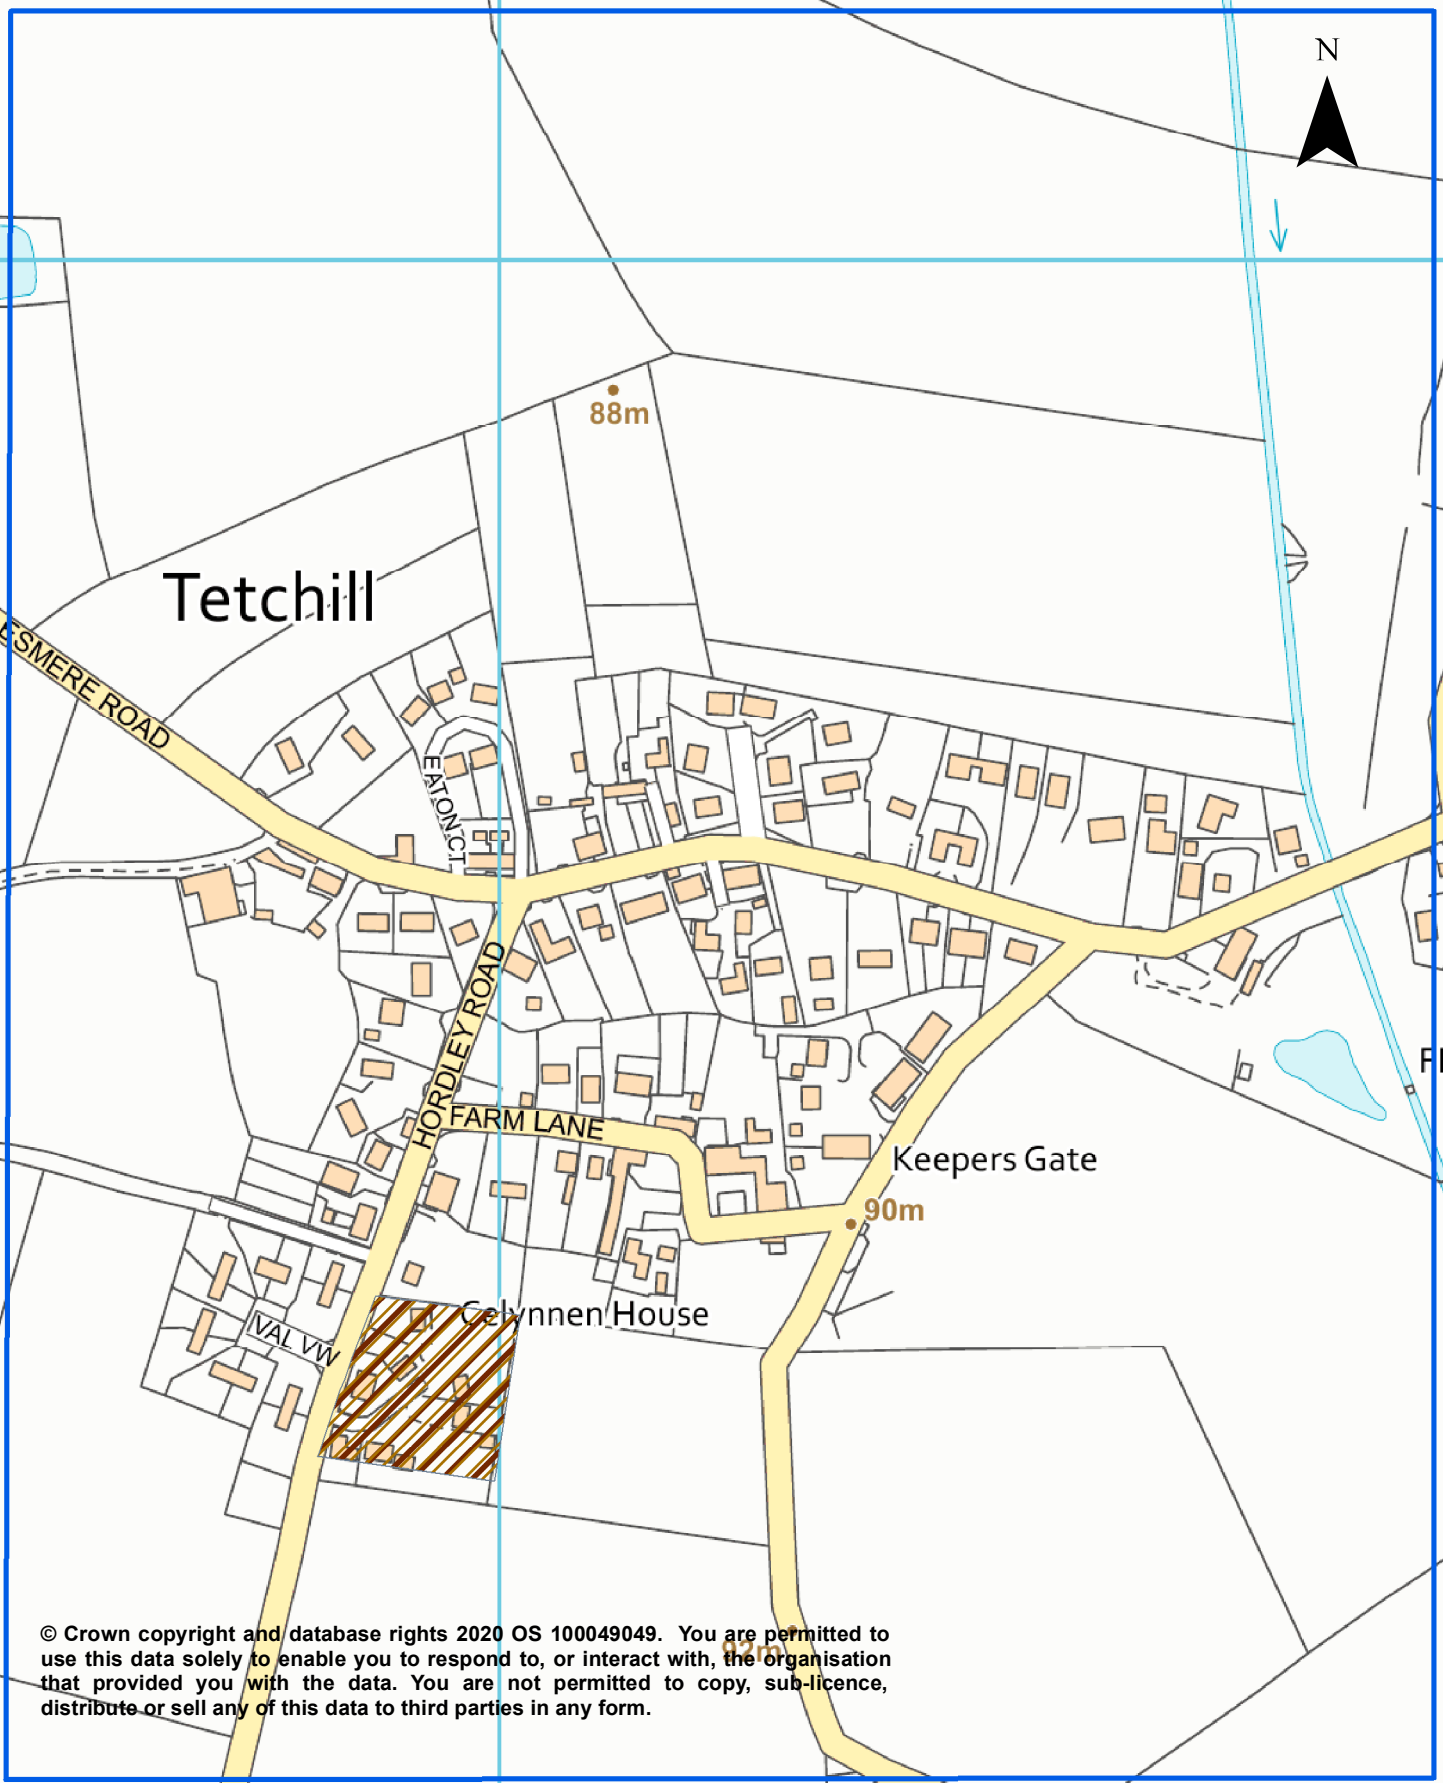 N
88m
Tetchill
ESMERE ROAD
EATON CT
HORDLEY ROAD
FARM LANE
Keepers Gate
90m
Celynnen House
VAL VW
92m
© Crown copyright and database rights 2020 OS 100049049. You are permitted to
use this data solely to enable you to respond to, or interact with, the organisation
that provided you with the data. You are not permitted to copy, sub-licence,
distribute or sell any of this data to third parties in any form.